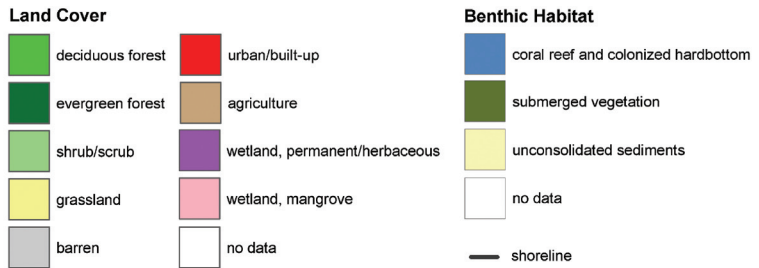 Land Cover
deciduous forest
evergreen forest
shrub/scrub
grassland
barren
urban/built-up
agriculture
wetland, permanent/herbaceous
wetland, mangrove
no data
Benthic Habitat
coral reef and colonized hardbottom
submerged vegetation
unconsolidated sediments
no data
shoreline